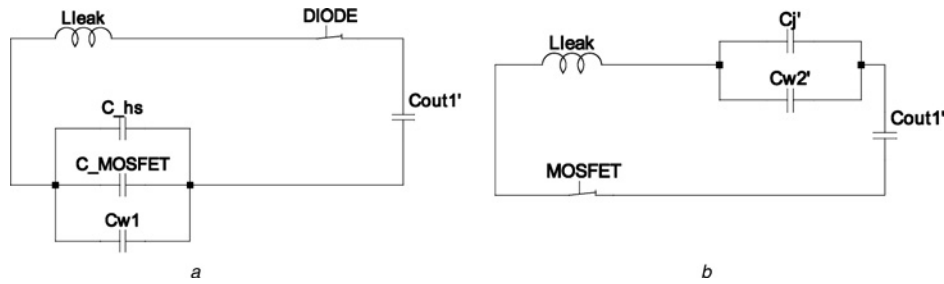 Lleak
DIODE
Cout1'
C_hs
C_MOSFET
Cw1
a
Cj'
Lleak
Cw2'
Cout1'
MOSFET
b